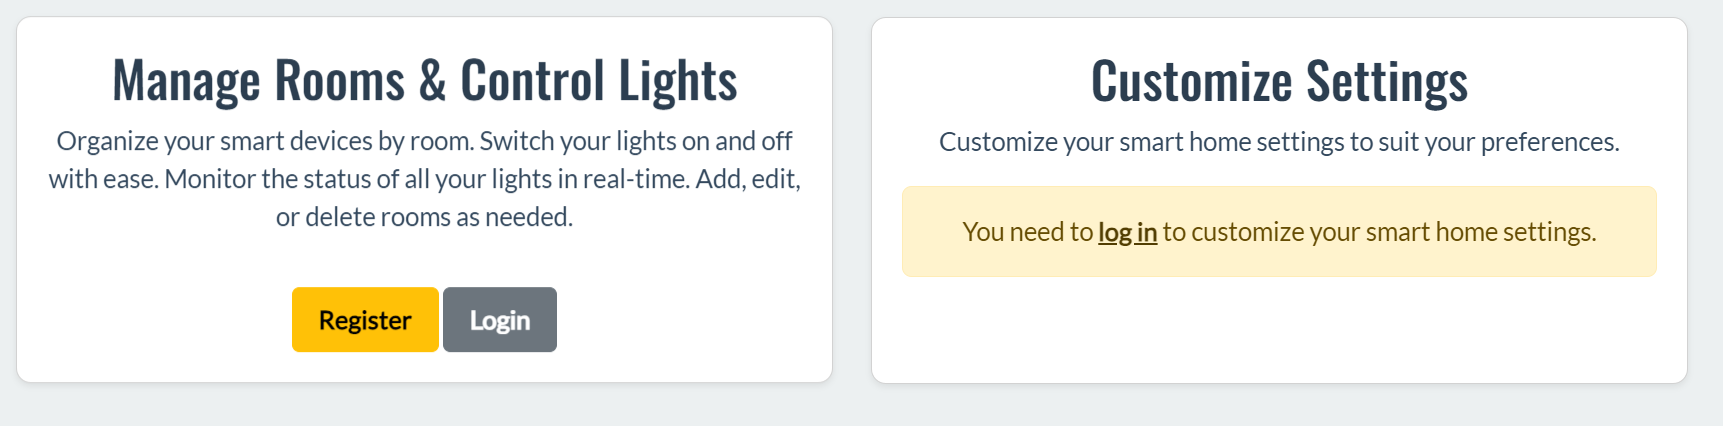 Manage Rooms & Control Lights
Organize your smart devices by room. Switch your lights on and off
with ease. Monitor the status of all your lights in real-time. Add, edit,
or delete rooms as needed.
Register
Login
Customize Settings
Customize your smart home settings to suit your preferences.
You need to log in to customize your smart home settings.